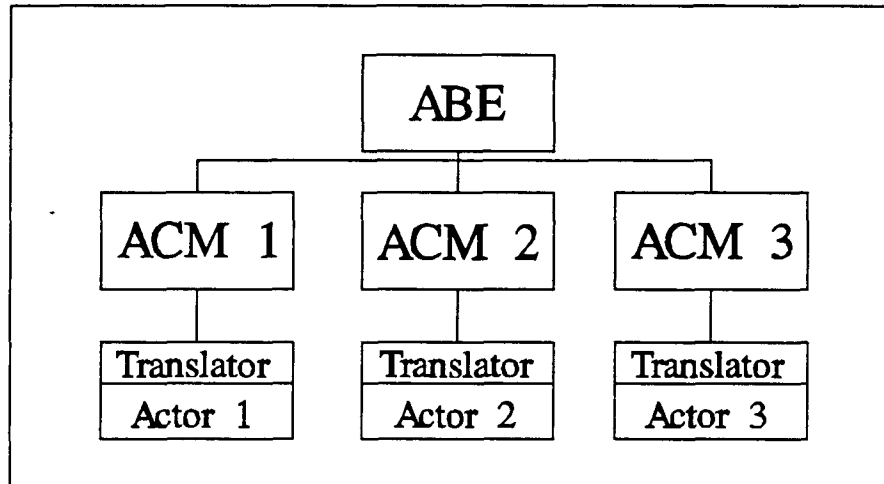 ABE
ACM 1 ACM 2 ACM 3
Translator Translator Translator
Actor 1 Actor 2 Actor 3